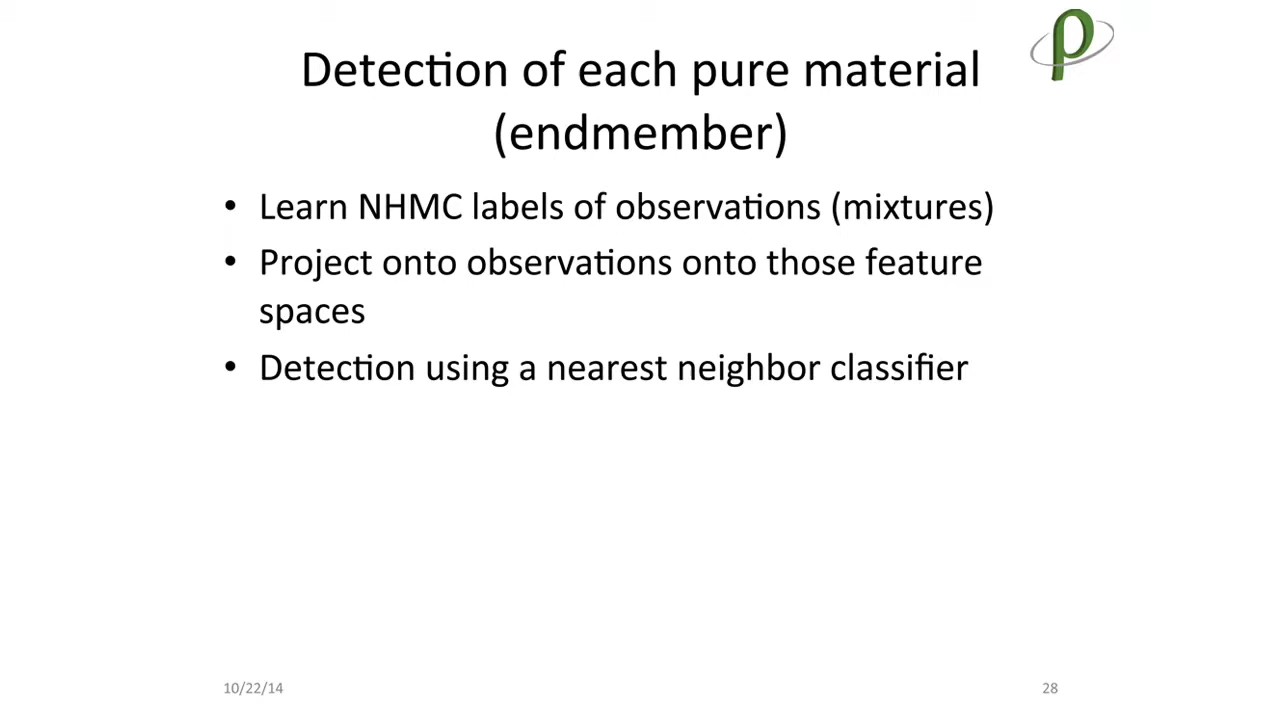 Detection of each pure material
(endmember)
• Learn NHMC labels of observations (mixtures)
• Project onto observations onto those feature
spaces
• Detection using a nearest neighbor classifier
10/22/14
28
ρ